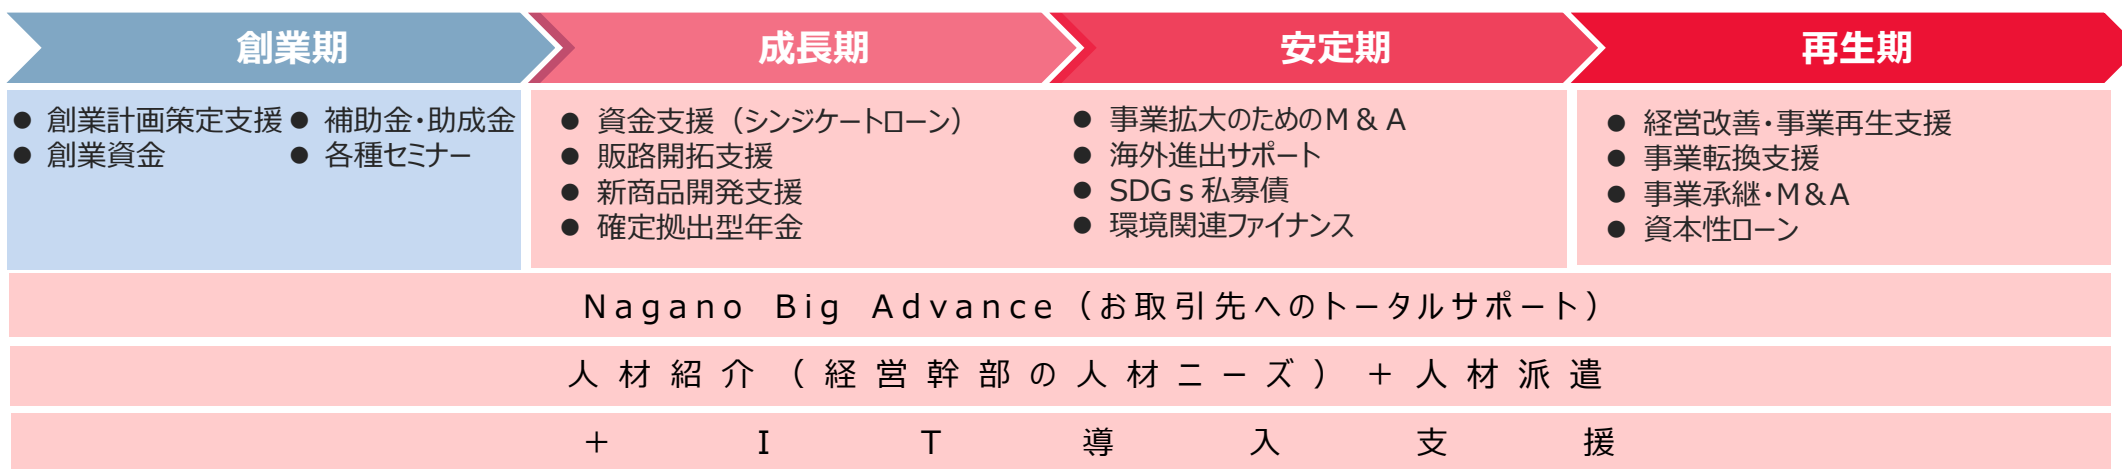 創業期
成長期
安定期
再生期
● 創業計画策定支援 ● 補助金・助成金
● 創業資金 ● 各種セミナー
● 資金支援（シンジケートローン）
● 販路開拓支援
● 新商品開発支援
● 確定拠出型年金
● 事業拡大のためのM＆A
● 海外進出サポート
● SDGｓ私募債
● 環境関連ファイナンス
● 経営改善・事業再生支援
● 事業転換支援
● 事業承継・M&A
● 資本性ローン
Nagano Big Advance（お取引先へのトータルサポート）
人材紹介（経営幹部の人材ニーズ）＋人材派遣
＋IT導入支援